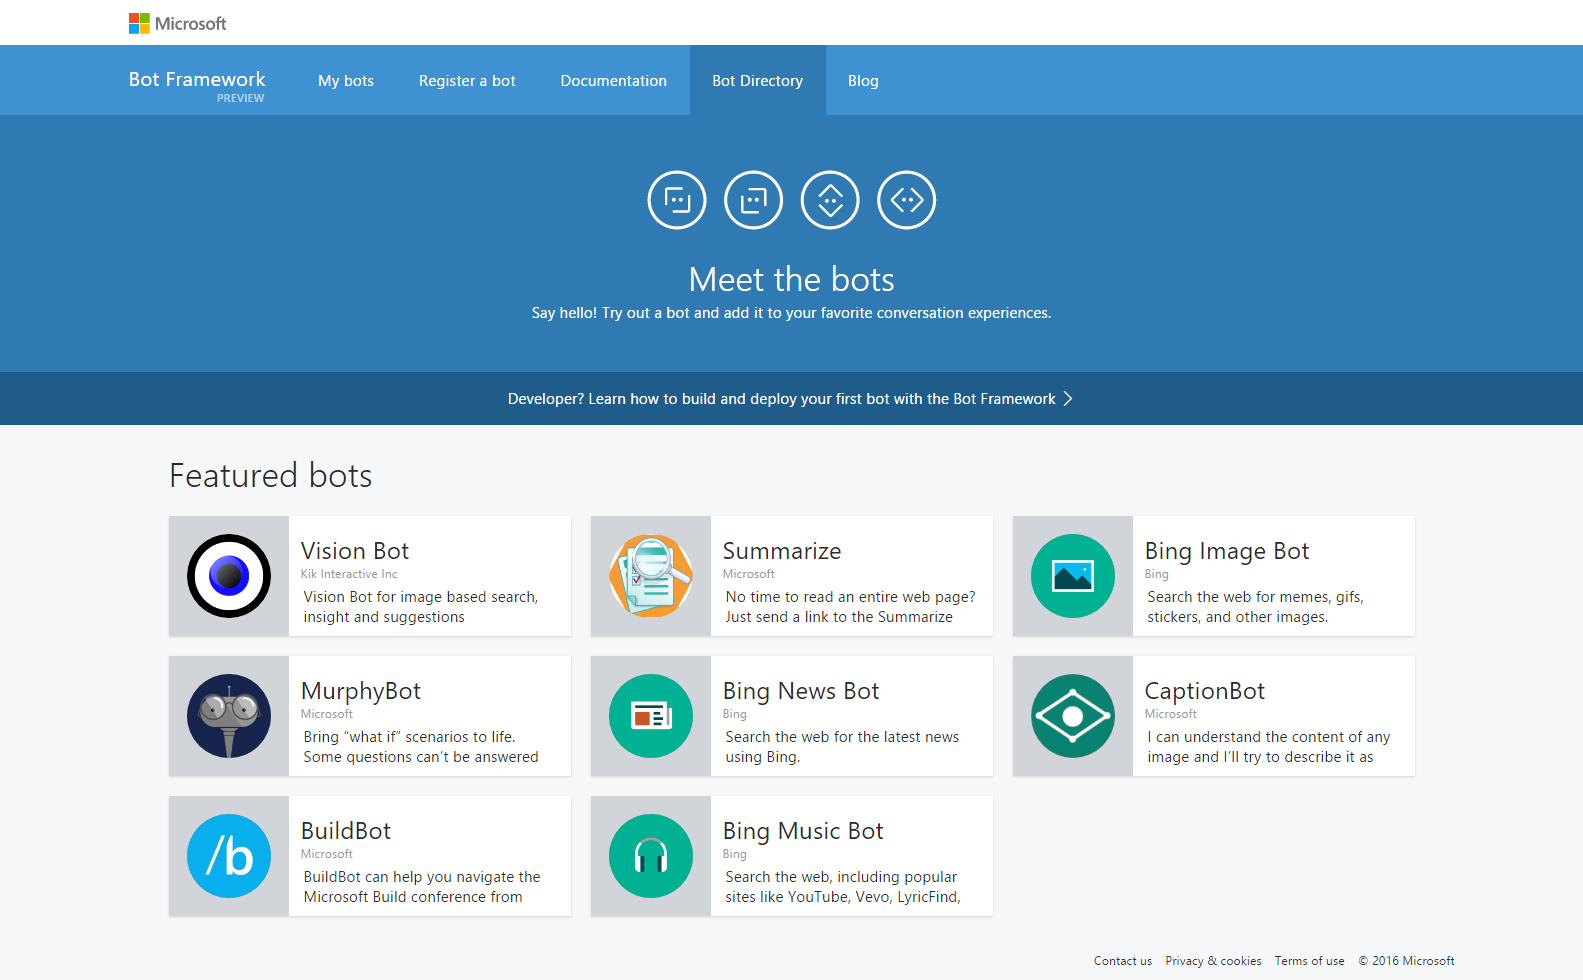 Microsoft
Bot Framework
PREVIEW
My bots
Register a bot
Documentation
Bot Directory
Blog
Meet the bots
Say hello! Try out a bot and add it to your favorite conversation experiences.
Developer? Learn how to build and deploy your first bot with the Bot Framework
Featured bots
Vision Bot
Kik Interactive Inc
Vision Bot for image based search,
insight and suggestions
Summarize
Microsoft
No time to read an entire web page?
Just send a link to the Summarize
Bing Image Bot
Bing
Search the web for memes, gifs,
stickers, and other images.
MurphyBot
Microsoft
Bring “what if” scenarios to life.
Some questions can’t be answered
Bing News Bot
Bing
Search the web for the latest news
using Bing.
CaptionBot
Microsoft
I can understand the content of any
image and I’ll try to describe it as
/b
BuildBot
Microsoft
BuildBot can help you navigate the
Microsoft Build conference from
Bing Music Bot
Bing
Search the web, including popular
sites like YouTube, Vevo, LyricFind,
Contact us
Privacy & cookies
Terms of use
© 2016 Microsoft